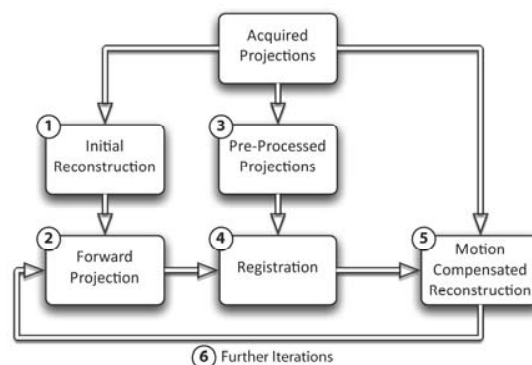 Acquired
Projections
1
Initial
Reconstruction
3
Pre-Processed
Projections
2
Forward
Projection
4
Registration
5
Motion
Compensated
Reconstruction
6 Further Iterations